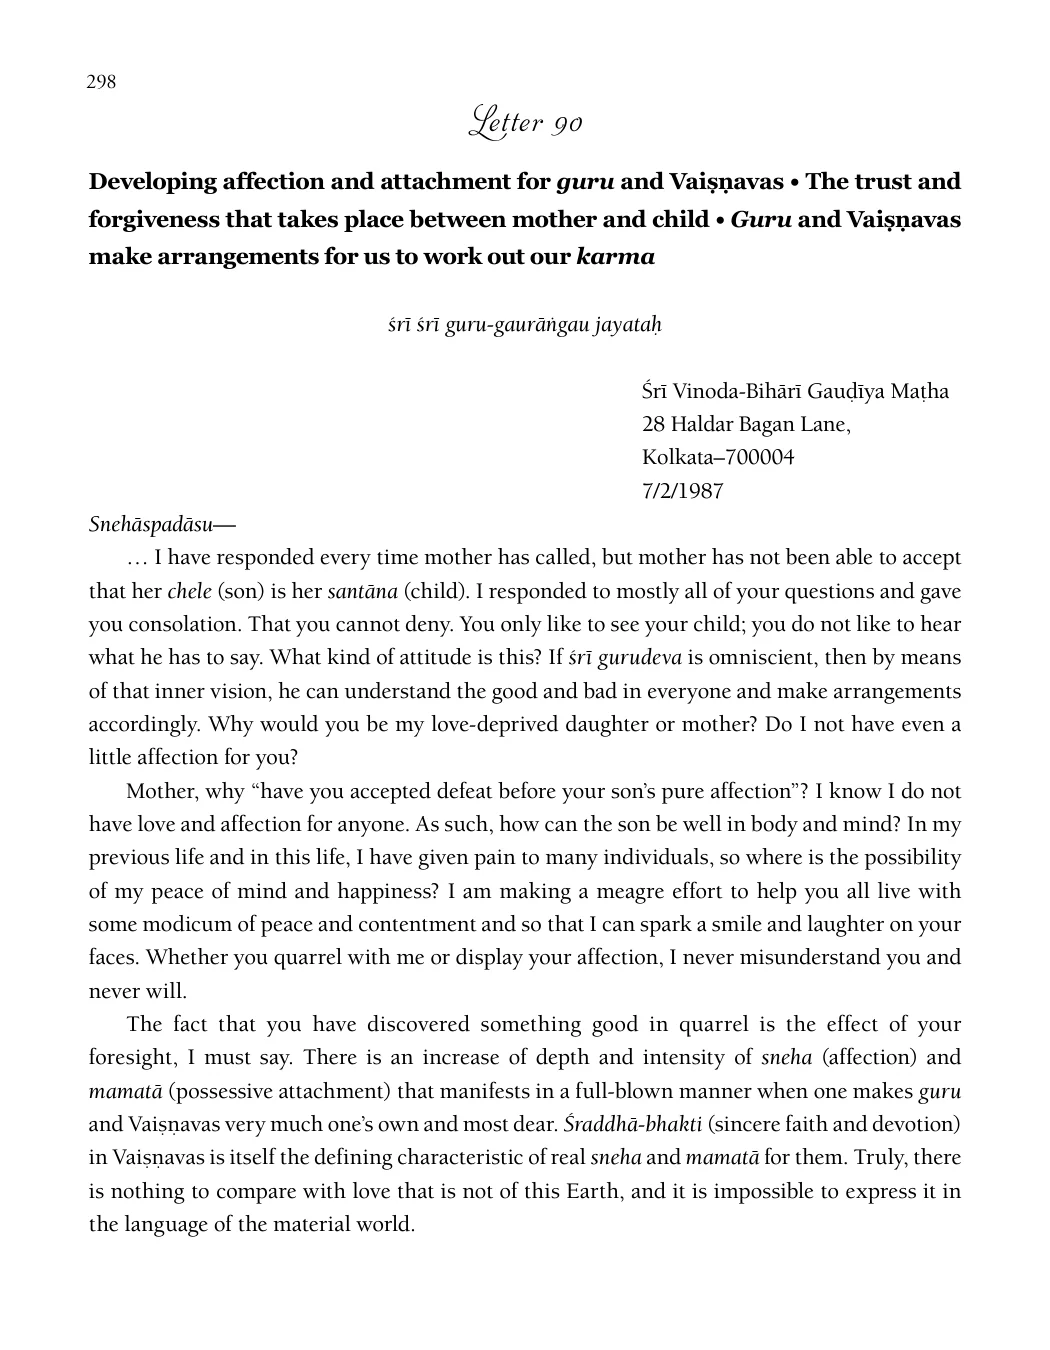 298
Letter 90
Developing affection and attachment for guru and Vaiṣṇavas • The trust and
forgiveness that takes place between mother and child • Guru and Vaiṣṇavas
make arrangements for us to work out our karma
śrī śrī guru-gaurāṅgau jayataḥ
Śrī Vinoda-Bihārī Gauḍīya Maṭha
28 Haldar Bagan Lane,
Kolkata–700004
7/2/1987
Snehāspadāsu—
… I have responded every time mother has called, but mother has not been able to accept
that her chele (son) is her santāna (child). I responded to mostly all of your questions and gave
you consolation. That you cannot deny. You only like to see your child; you do not like to hear
what he has to say. What kind of attitude is this? If śrī gurudeva is omniscient, then by means
of that inner vision, he can understand the good and bad in everyone and make arrangements
accordingly. Why would you be my love-deprived daughter or mother? Do I not have even a
little affection for you?
Mother, why “have you accepted defeat before your son’s pure affection”? I know I do not
have love and affection for anyone. As such, how can the son be well in body and mind? In my
previous life and in this life, I have given pain to many individuals, so where is the possibility
of my peace of mind and happiness? I am making a meagre effort to help you all live with
some modicum of peace and contentment and so that I can spark a smile and laughter on your
faces. Whether you quarrel with me or display your affection, I never misunderstand you and
never will.
The fact that you have discovered something good in quarrel is the effect of your
foresight, I must say. There is an increase of depth and intensity of sneha (affection) and
mamatā (possessive attachment) that manifests in a full-blown manner when one makes guru
and Vaiṣṇavas very much one’s own and most dear. Śraddhā-bhakti (sincere faith and devotion)
in Vaiṣṇavas is itself the defining characteristic of real sneha and mamatā for them. Truly, there
is nothing to compare with love that is not of this Earth, and it is impossible to express it in
the language of the material world.